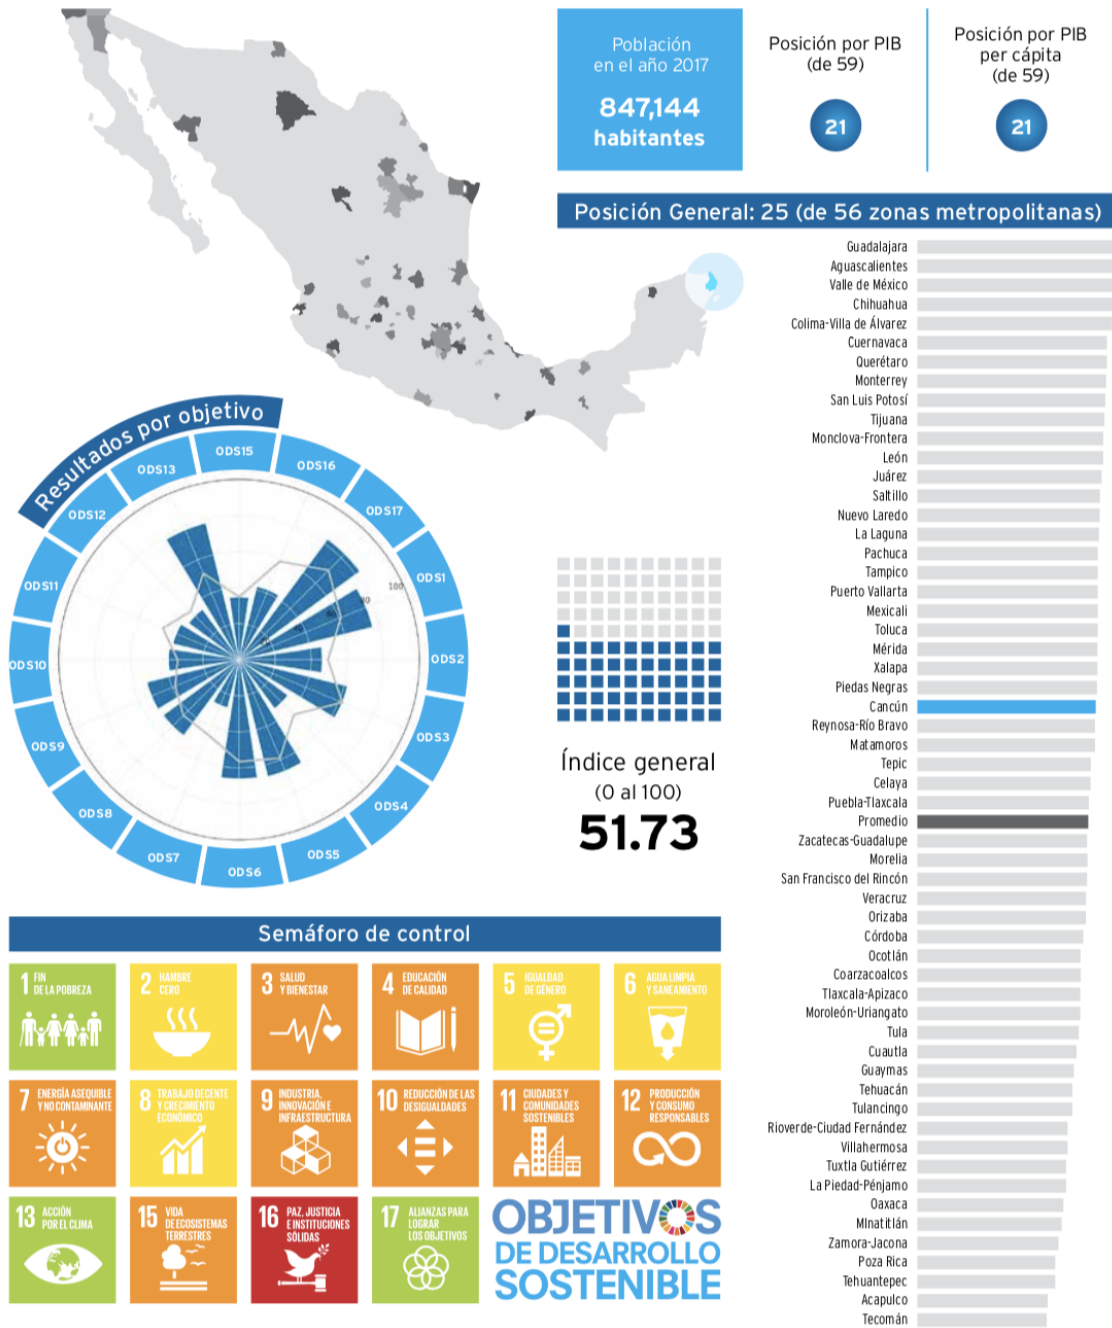 Población
en el año 2017
847,144
habitantes
Posición por PIB
(de 59)
21
Posición por PIB
per cápita
(de 59)
21
Posición General: 25 (de 56 zonas metropolitanas)
Guadalajara
Aguascalientes
Valle de México
Chihuahua
Colima-Villa de Álvarez
Cuernavaca
Querétaro
Monterrey
San Luis Potosí
Tijuana
Monclova-Frontera
León
Juárez
Saltillo
Nuevo Laredo
La Laguna
Pachuca
Tampico
Puerto Vallarta
Mexicali
Toluca
Mérida
Xalapa
Piedas Negras
Cancún
Reynosa-Río Bravo
Matamoros
Tepic
Celaya
Puebla-Tlaxcala
Promedio
Zacatecas-Guadalupe
Morelia
San Francisco del Rincón
Veracruz
Orizaba
Córdoba
Ocotlán
Coarzacoalcos
Tlaxcala-Apizaco
Moroleón-Uriangato
Tula
Cuautla
Guaymas
Tehuacán
Tulancingo
Rioverde-Ciudad Fernández
Villahermosa
Tuxtla Gutiérrez
La Piedad-Pénjamo
Oaxaca
MInatitlán
Zamora-Jacona
Poza Rica
Tehuantepec
Acapulco
Tecomán
Resultados por objetivo
ODS15
ODS16
ODS17
ODS1
ODS2
ODS3
ODS4
ODS5
ODS6
ODS7
ODS8
ODS9
ODS10
ODS11
ODS12
ODS13
100
Índice general
(0 al 100)
51.73
Semáforo de control
1 FIN
DE LA POBREZA
2 HAMBRE
CERO
3 SALUD
Y BIENESTAR
4 EDUCACIÓN
DE CALIDAD
5 IGUALDAD
DE GÉNERO
6 AGUA LIMPIA
Y SANEAMIENTO
7 ENERGÍA ASEQUIBLE
Y NO CONTAMINANTE
8 TRABAJO DECENTE
Y CRECIMIENTO
ECONÓMICO
9 INDUSTRIA,
INNOVACIÓN E
INFRAESTRUCTURA
10 REDUCCIÓN DE LAS
DESIGUALDADES
11 CIUDADES Y
COMUNIDADES
SOSTENIBLES
12 PRODUCCIÓN
Y CONSUMO
RESPONSABLES
13 ACCIÓN
POR EL CLIMA
15 VIDA
DE ECOSISTEMAS
TERRESTRES
16 PAZ, JUSTICIA
E INSTITUCIONES
SÓLIDAS
17 ALIANZAS PARA
LOGRAR
LOS OBJETIVOS
OBJETIVOS
DE DESARROLLO
SOSTENIBLE